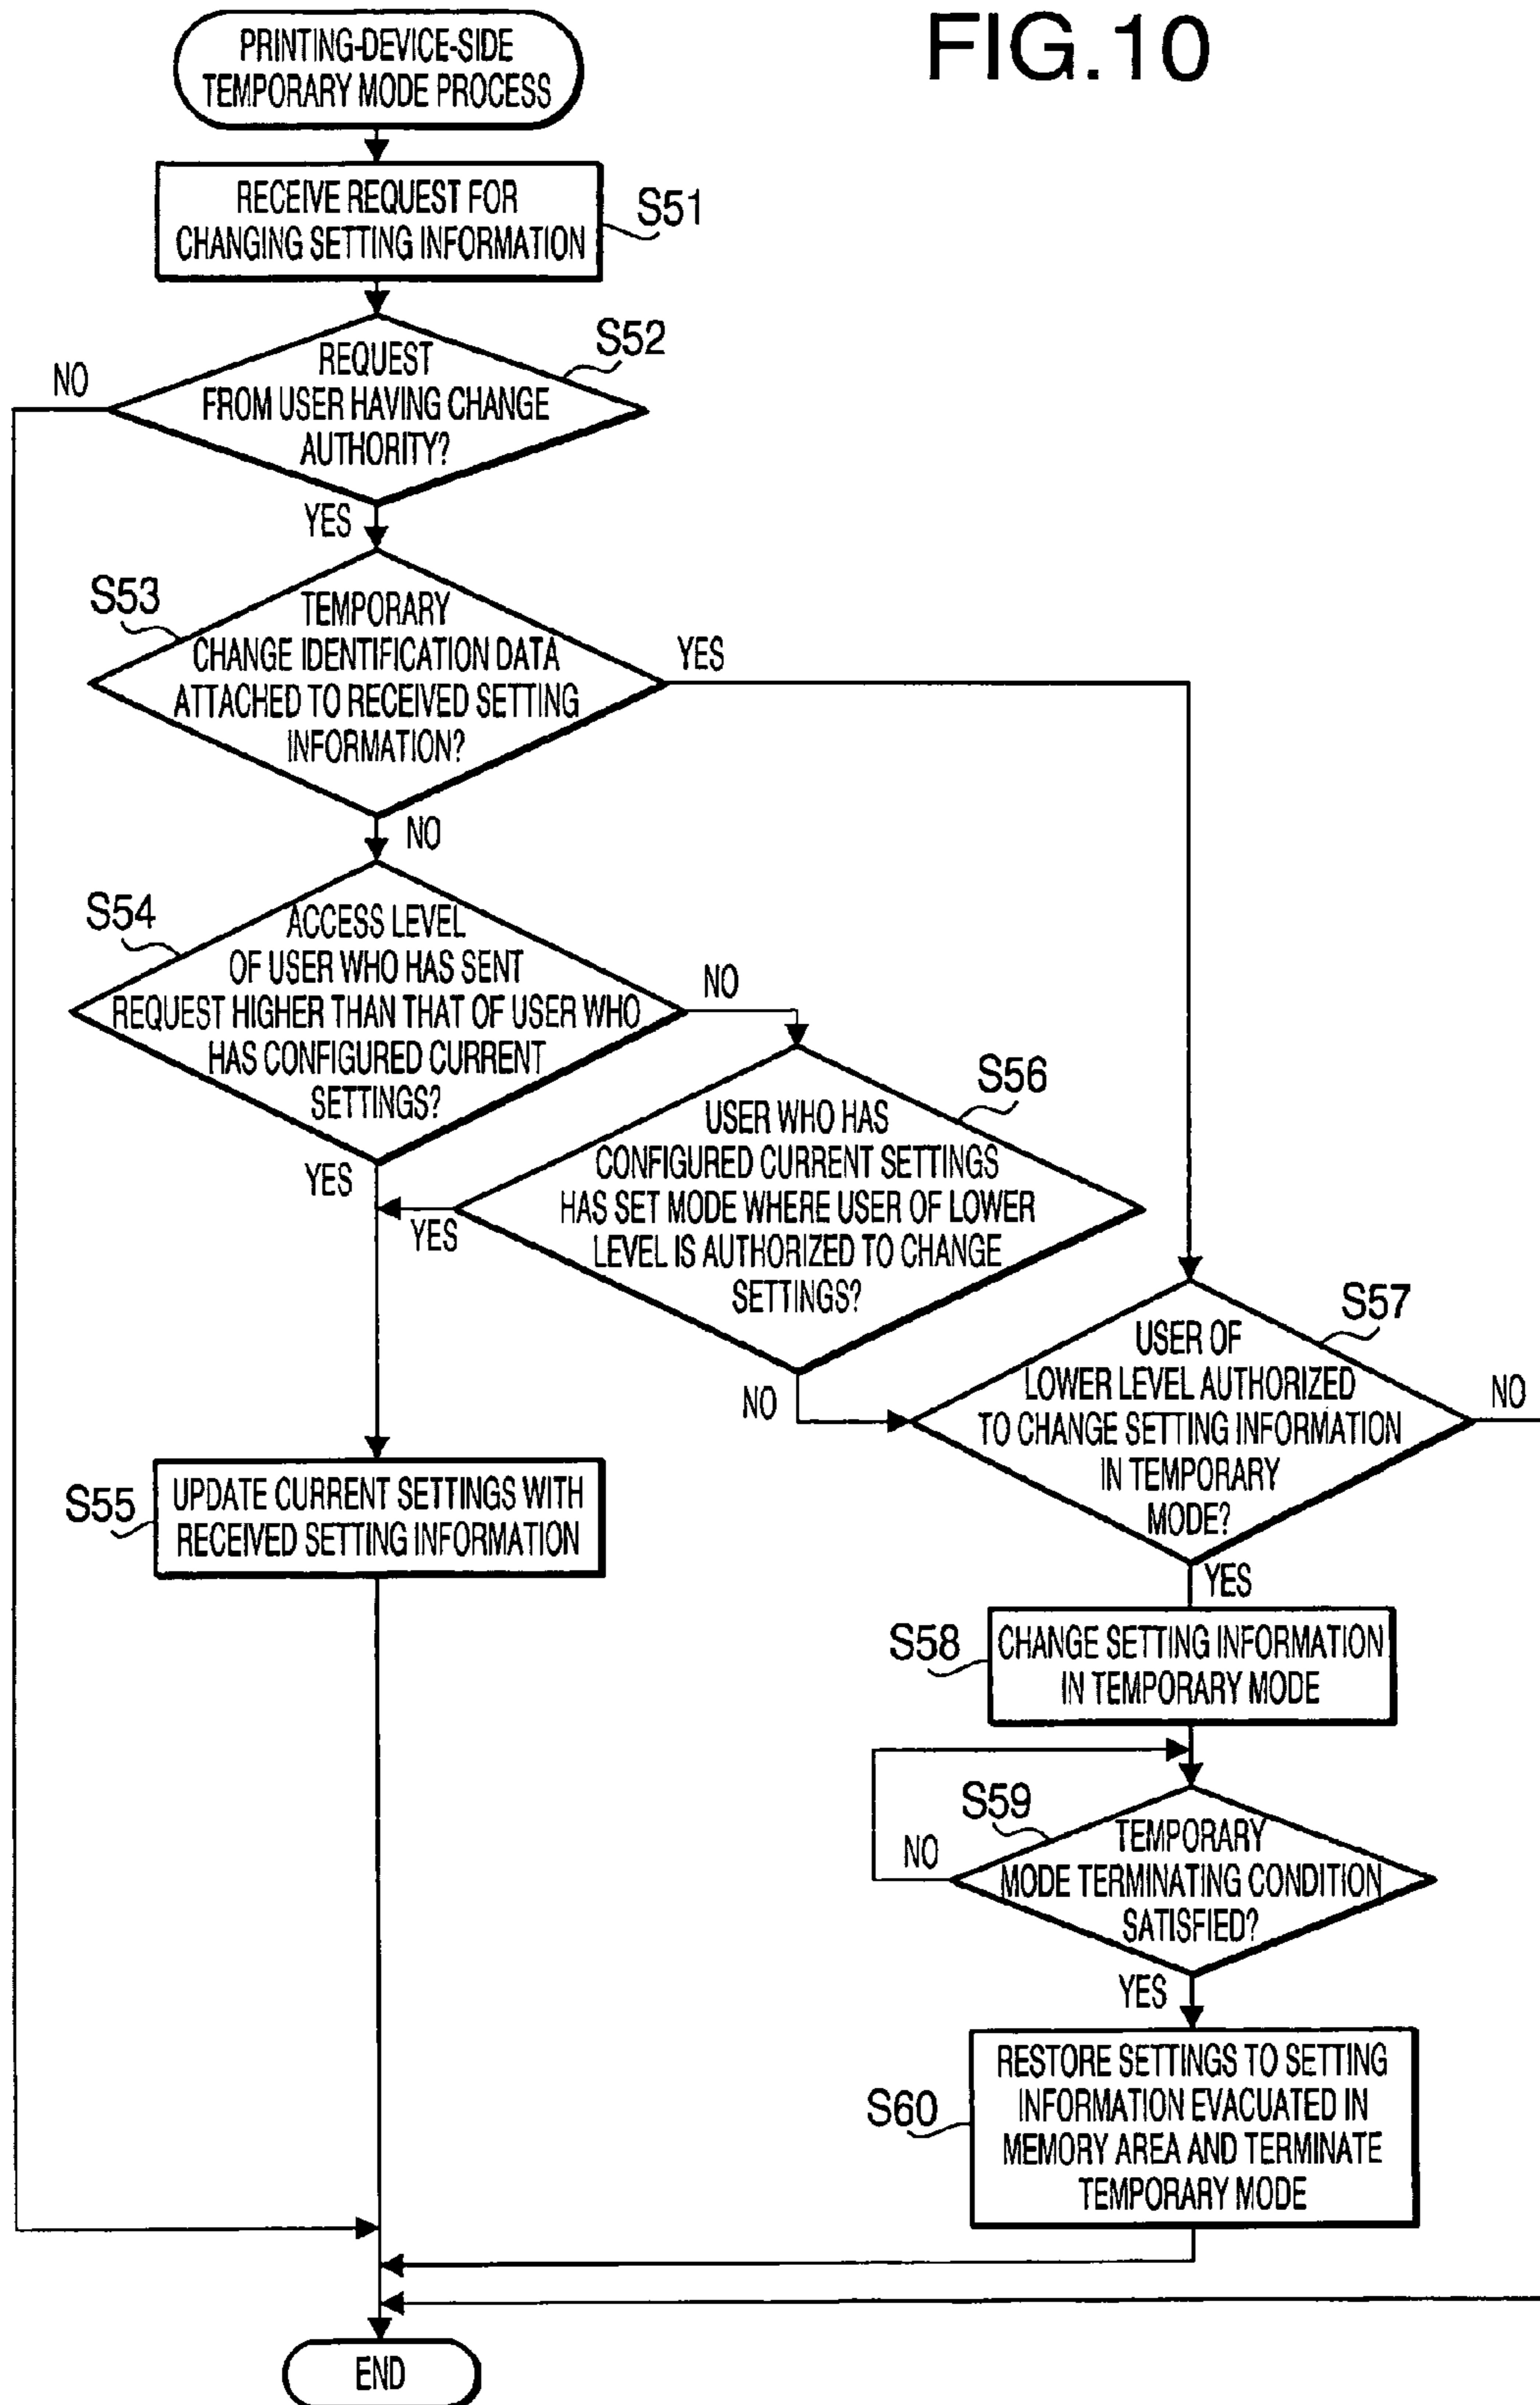 FIG.10
PRINTING-DEVICE-SIDE
TEMPORARY MODE PROCESS
RECEIVE REQUEST FOR
CHANGING SETTING INFORMATION
S51
REQUEST
FROM USER HAVING CHANGE
AUTHORITY?
S52
NO
YES
S53
TEMPORARY
CHANGE IDENTIFICATION DATA
ATTACHED TO RECEIVED SETTING
INFORMATION?
YES
NO
S54
ACCESS LEVEL
OF USER WHO HAS SENT
REQUEST HIGHER THAN THAT OF USER WHO
HAS CONFIGURED CURRENT
SETTINGS?
NO
YES
S56
USER WHO HAS
CONFIGURED CURRENT SETTINGS
HAS SET MODE WHERE USER OF LOWER
LEVEL IS AUTHORIZED TO CHANGE
SETTINGS?
YES
NO
S57
USER OF
LOWER LEVEL AUTHORIZED
TO CHANGE SETTING INFORMATION
IN TEMPORARY
MODE?
NO
YES
S55
UPDATE CURRENT SETTINGS WITH
RECEIVED SETTING INFORMATION
S58
CHANGE SETTING INFORMATION
IN TEMPORARY MODE
S59
TEMPORARY
MODE TERMINATING CONDITION
SATISFIED?
NO
YES
S60
RESTORE SETTINGS TO SETTING
INFORMATION EVACUATED IN
MEMORY AREA AND TERMINATE
TEMPORARY MODE
END